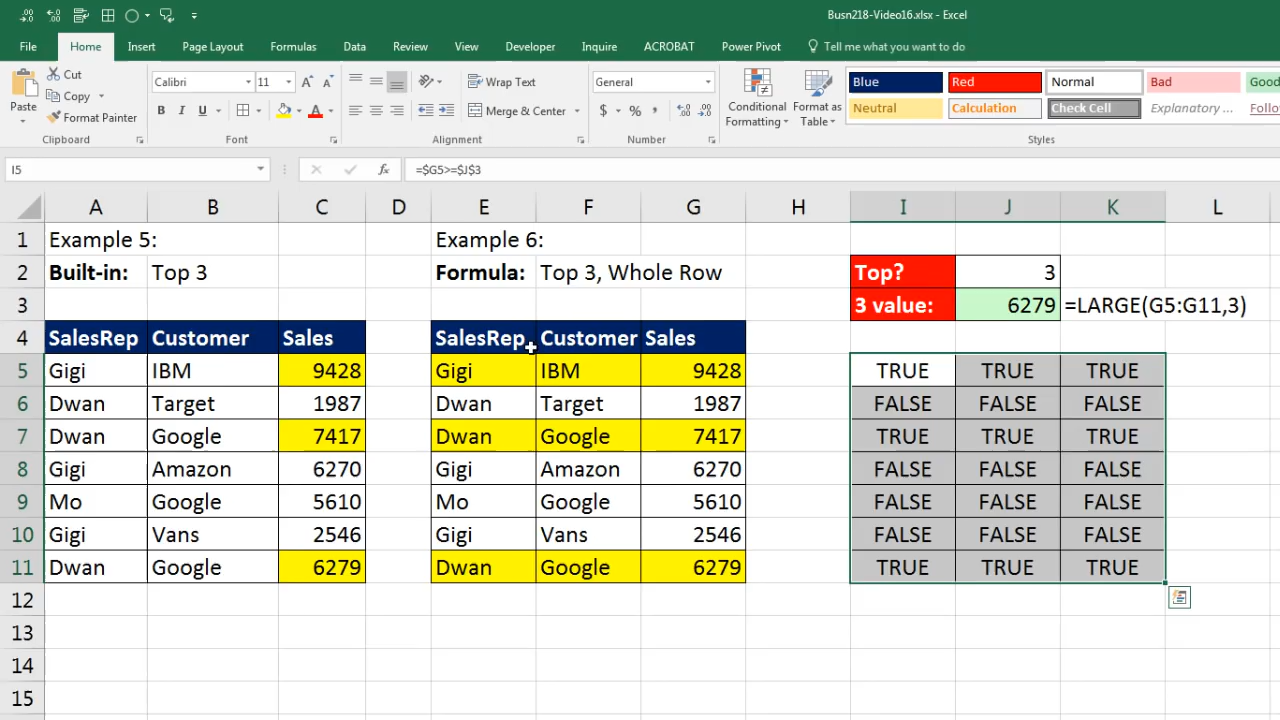 Busn218-Video16.xlsx - Excel
File Home Insert Page Layout Formulas Data Review View Developer Inquire ACROBAT Power Pivot Tell me what you want to do
Paste
Cut
Copy
Format Painter
Clipboard
Calibri 11
B I U
Font
Wrap Text
Merge & Center
Alignment
General
$ % ,
Number
Conditional Formatting
Format as Table
Blue Red Normal Bad Good
Neutral Calculation Check Cell Explanatory ... Follo
Styles
I5 fx =$G5>=$J$3
A B C D E F G H I J K L
1 Example 5: Example 6:
2 Built-in: Top 3 Formula: Top 3, Whole Row Top? 3
3 3 value: 6279 =LARGE(G5:G11,3)
4 SalesRep Customer Sales SalesRep Customer Sales
5 Gigi IBM 9428 Gigi IBM 9428 TRUE TRUE TRUE
6 Dwan Target 1987 Dwan Target 1987 FALSE FALSE FALSE
7 Dwan Google 7417 Dwan Google 7417 TRUE TRUE TRUE
8 Gigi Amazon 6270 Gigi Amazon 6270 FALSE FALSE FALSE
9 Mo Google 5610 Mo Google 5610 FALSE FALSE FALSE
10 Gigi Vans 2546 Gigi Vans 2546 FALSE FALSE FALSE
11 Dwan Google 6279 Dwan Google 6279 TRUE TRUE TRUE
12
13
14
15